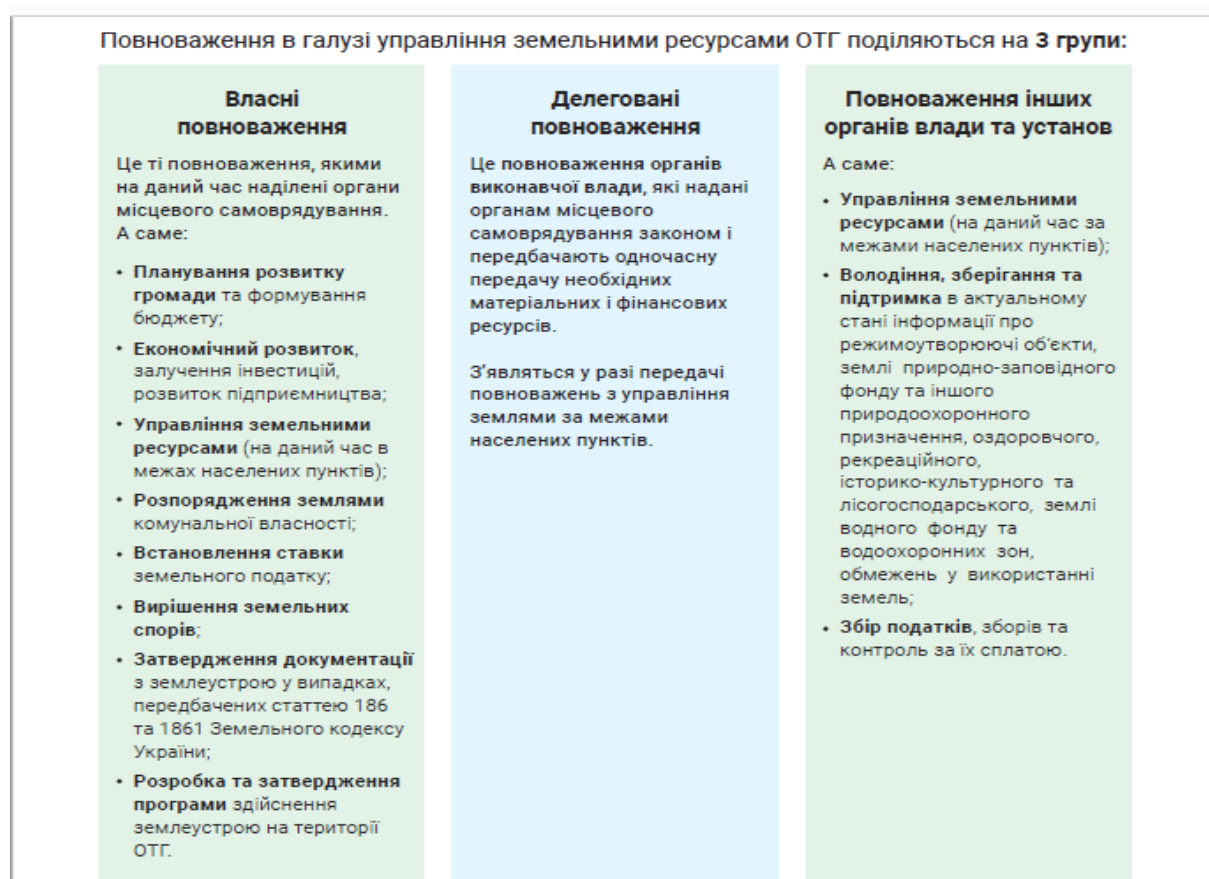 Повноваження в галузі управління земельними ресурсами ОТГ поділяються на 3 групи:
Власні
повноваження
Це ті повноваження, якими
на даний час наділені органи
місцевого самоврядування.
А саме:
• Планування розвитку
громади та формування
бюджету;
• Економічний розвиток,
залучення інвестицій,
розвиток підприємництва;
• Управління земельними
ресурсами (на даний час в
межах населених пунктів);
• Розпорядження землями
комунальної власності;
• Встановлення ставки
земельного податку;
• Вирішення земельних
спорів;
• Затвердження документації
з землеустрою у випадках,
передбачених статтею 186
та 1861 Земельного кодексу
України;
• Розробка та затвердження
програми здійснення
землеустрою на території
ОТГ.
Делеговані
повноваження
Це повноваження органів
виконавчої влади, які надані
органам місцевого
самоврядування законом і
передбачають одночасну
передачу необхідних
матеріальних і фінансових
ресурсів.
З’являться у разі передачі
повноважень з управління
землями за межами
населених пунктів.
Повноваження інших
органів влади та установ
А саме:
• Управління земельними
ресурсами (на даний час за
межами населених пунктів);
• Володіння, зберігання та
підтримка в актуальному
стані інформації про
режимоутворюючі об’єкти,
землі природно-заповідного
фонду та іншого
природоохоронного
призначення, оздоровчого,
рекреаційного,
історико-культурного та
лісогосподарського, землі
водного фонду та
водоохоронних зон,
обмежень у використанні
земель;
• Збір податків, зборів та
контроль за їх сплатою.